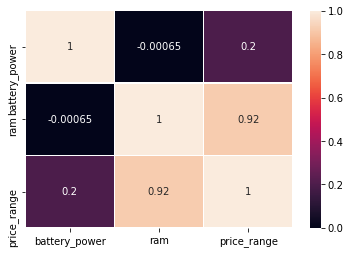 battery_power
ram
price_range
1 -0.00065 0.2
-0.00065 1 0.92
0.2 0.92 1
battery_power ram price_range
1.0
0.8
0.6
0.4
0.2
0.0